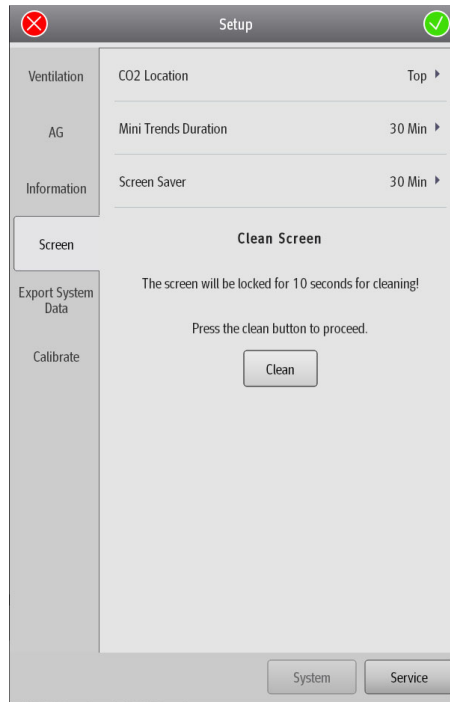 Setup
Ventilation
AG
Information
Screen
Export System
Data
Calibrate
CO2 Location Top
Mini Trends Duration 30 Min
Screen Saver 30 Min
Clean Screen
The screen will be locked for 10 seconds for cleaning!
Press the clean button to proceed.
Clean
System
Service